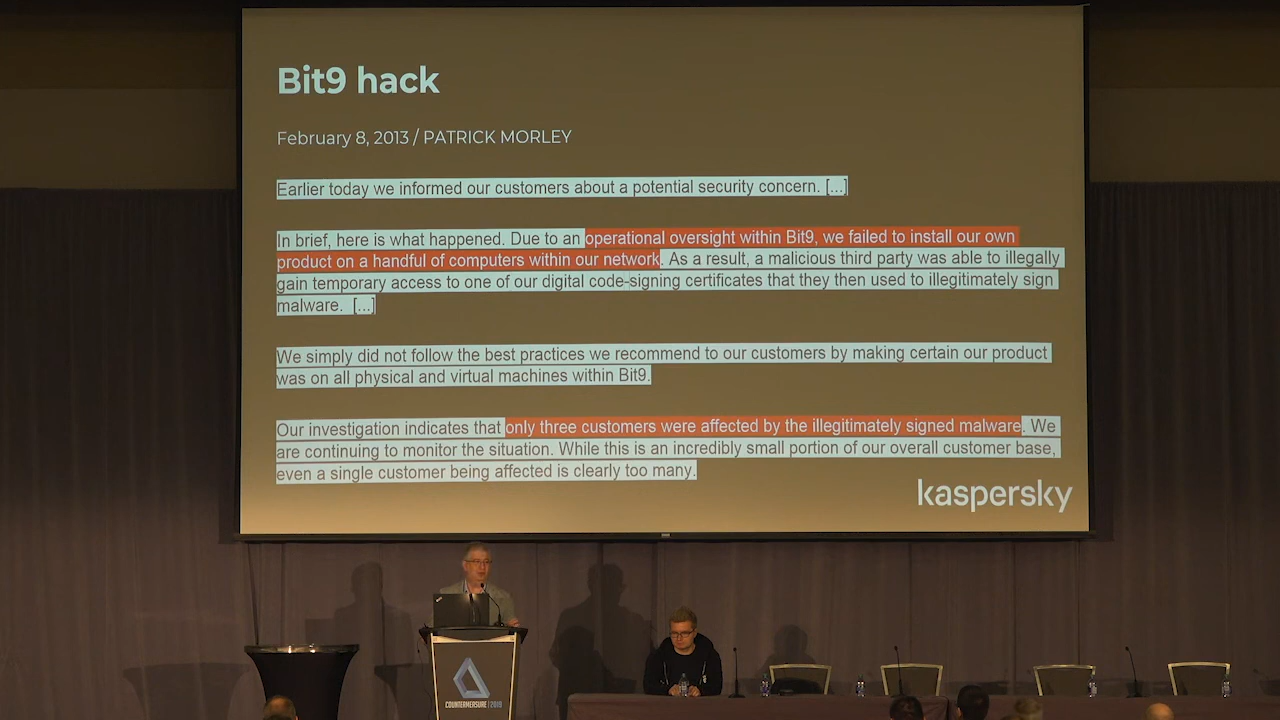 Bit9 hack
February 8, 2013 / PATRICK MORLEY
Earlier today we informed our customers about a potential security concern. [...]
In brief, here is what happened. Due to an operational oversight within Bit9, we failed to install our own
product on a handful of computers within our network. As a result, a malicious third party was able to illegally
gain temporary access to one of our digital code-signing certificates that they then used to illegitimately sign
malware. [...]
We simply did not follow the best practices we recommend to our customers by making certain our product
was on all physical and virtual machines within Bit9.
Our investigation indicates that only three customers were affected by the illegitimately signed malware. We
are continuing to monitor the situation. While this is an incredibly small portion of our overall customer base,
even a single customer being affected is clearly too many.
kaspersky
COUNTERMEASURE | 2019